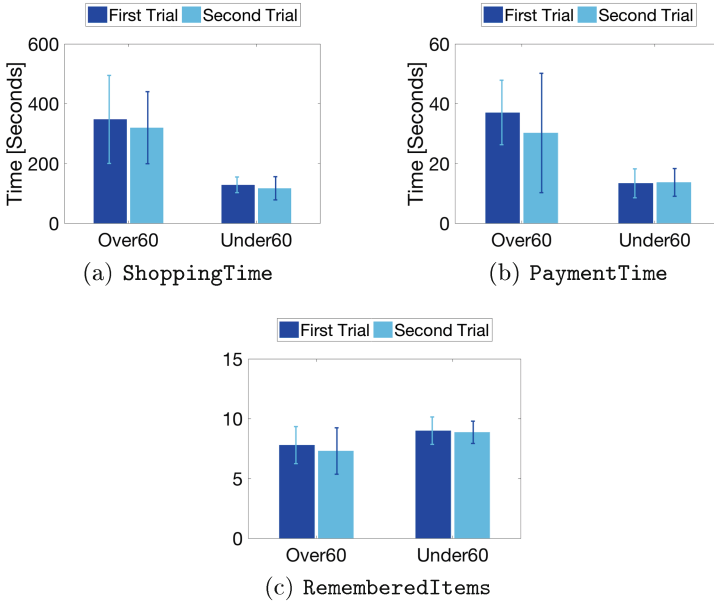 First Trial Second Trial
600
400
200
0
Time [Seconds]
Over60 Under60
(a) ShoppingTime
First Trial Second Trial
60
40
20
0
Time [Seconds]
Over60 Under60
(b) PaymentTime
First Trial Second Trial
15
10
5
0
Over60 Under60
(c) RememberedItems